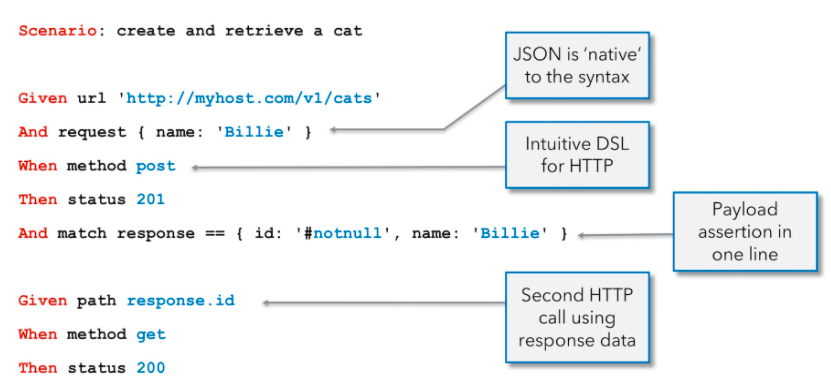 Scenario: create and retrieve a cat
JSON is ‘native’
to the syntax
Given url 'http://myhost.com/v1/cats'
And request { name: 'Billie' }
Intuitive DSL
for HTTP
When method post
Then status 201
And match response == { id: '#notnull', name: 'Billie' }
Payload
assertion in
one line
Given path response.id
Second HTTP
call using
response data
When method get
Then status 200